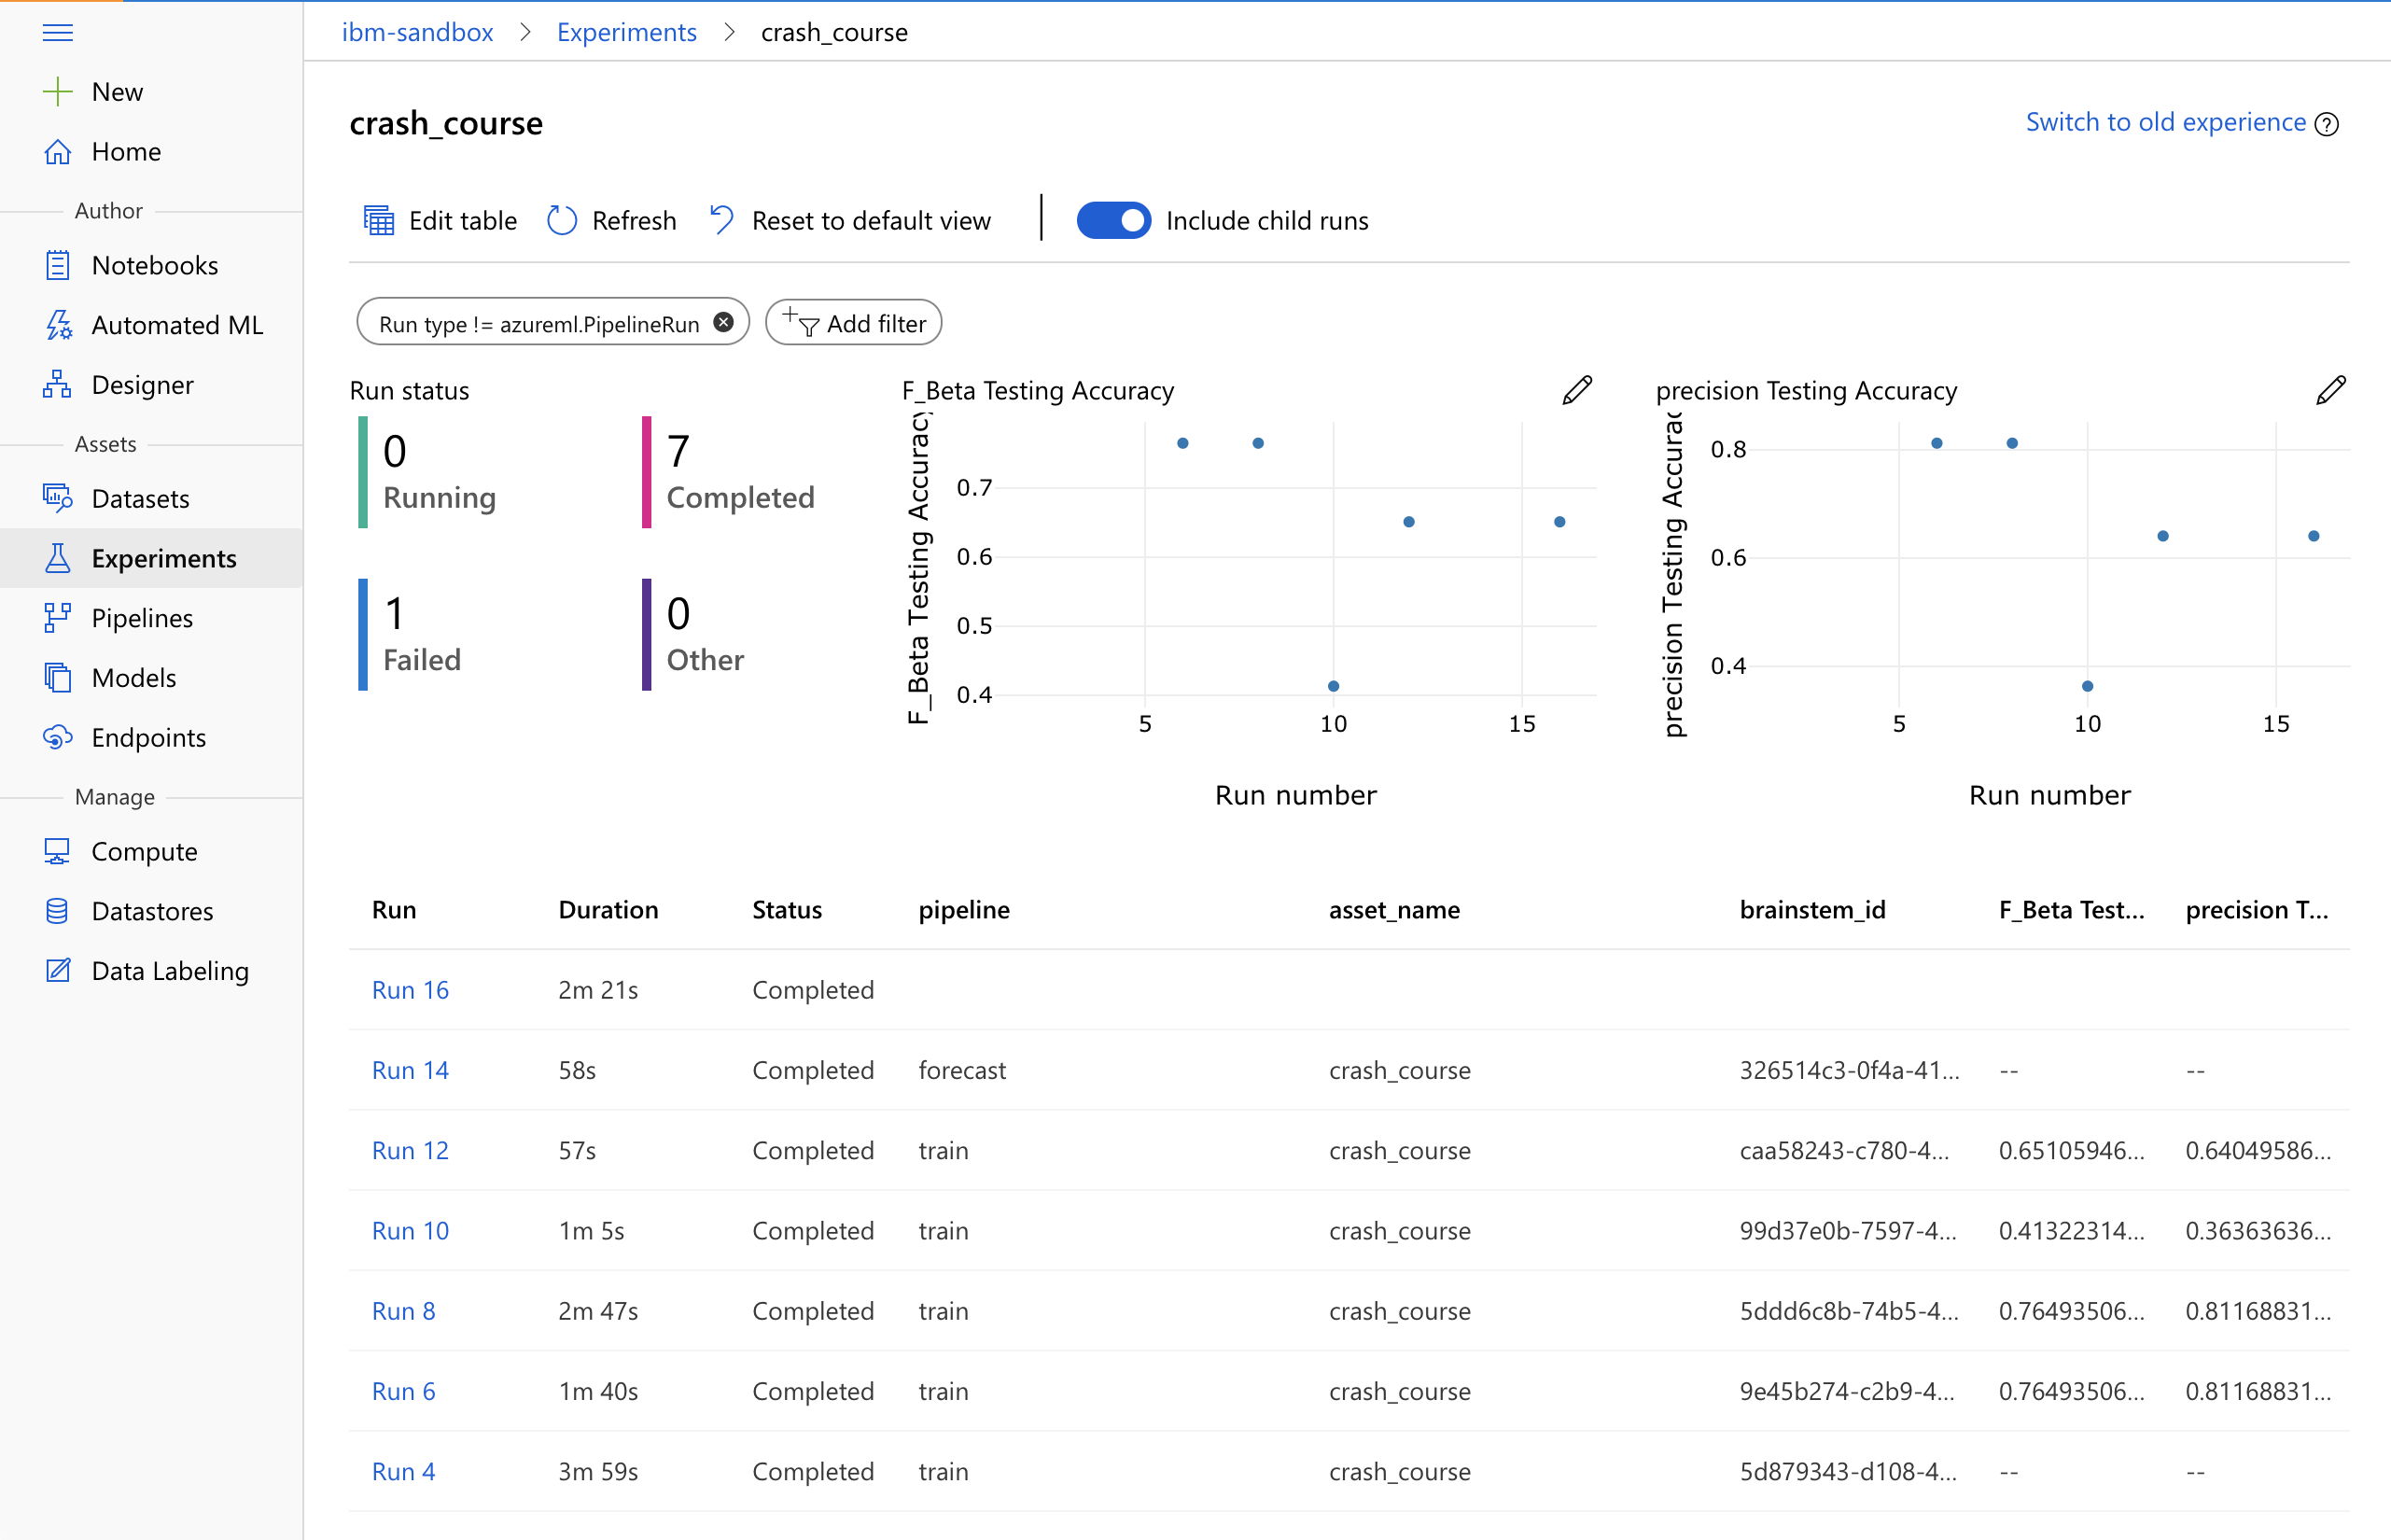 ibm-sandbox > Experiments > crash_course
New
Home
Author
Notebooks
Automated ML
Designer
Assets
Datasets
Experiments
Pipelines
Models
Endpoints
Manage
Compute
Datastores
Data Labeling
crash_course
Switch to old experience ?
Edit table Refresh Reset to default view Include child runs
Run type != azureml.PipelineRun Add filter
Run status
0
Running
7
Completed
1
Failed
0
Other
F_Beta Testing Accuracy
F_Beta Testing Accuracy
0.7
0.6
0.5
0.4
5 10 15
Run number
precision Testing Accuracy
precision Testing Accurac
0.8
0.6
0.4
5 10 15
Run number
Run Duration Status pipeline asset_name brainstem_id F_Beta Test... precision T...
Run 16 2m 21s Completed
Run 14 58s Completed forecast crash_course 326514c3-0f4a-41... -- --
Run 12 57s Completed train crash_course caa58243-c780-4... 0.65105946... 0.64049586...
Run 10 1m 5s Completed train crash_course 99d37e0b-7597-4... 0.41322314... 0.36363636...
Run 8 2m 47s Completed train crash_course 5ddd6c8b-74b5-4... 0.76493506... 0.81168831...
Run 6 1m 40s Completed train crash_course 9e45b274-c2b9-4... 0.76493506... 0.81168831...
Run 4 3m 59s Completed train crash_course 5d879343-d108-4... -- --